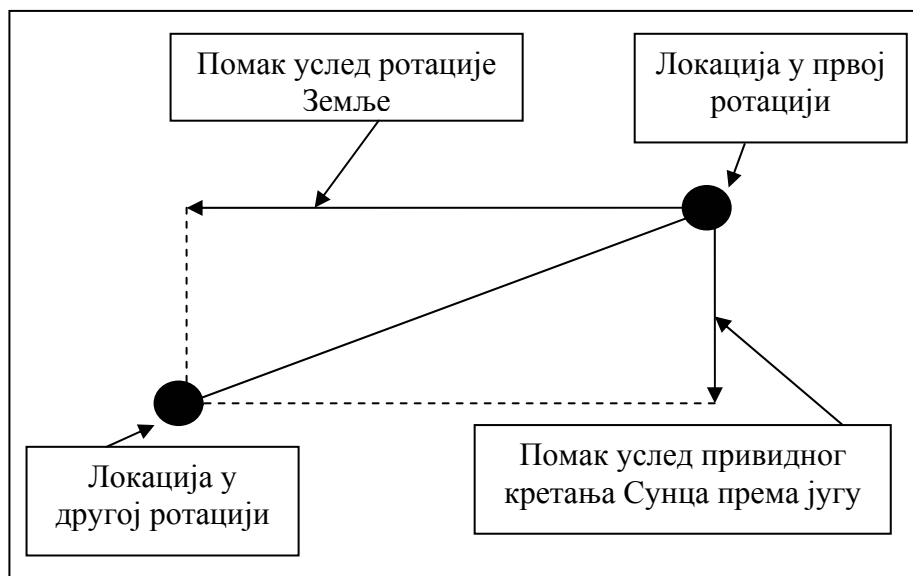 Помак услед ротације
Земље
Локација у првој
ротацији
Локација у
другој ротацији
Помак услед привидног
кретања Сунца према југу